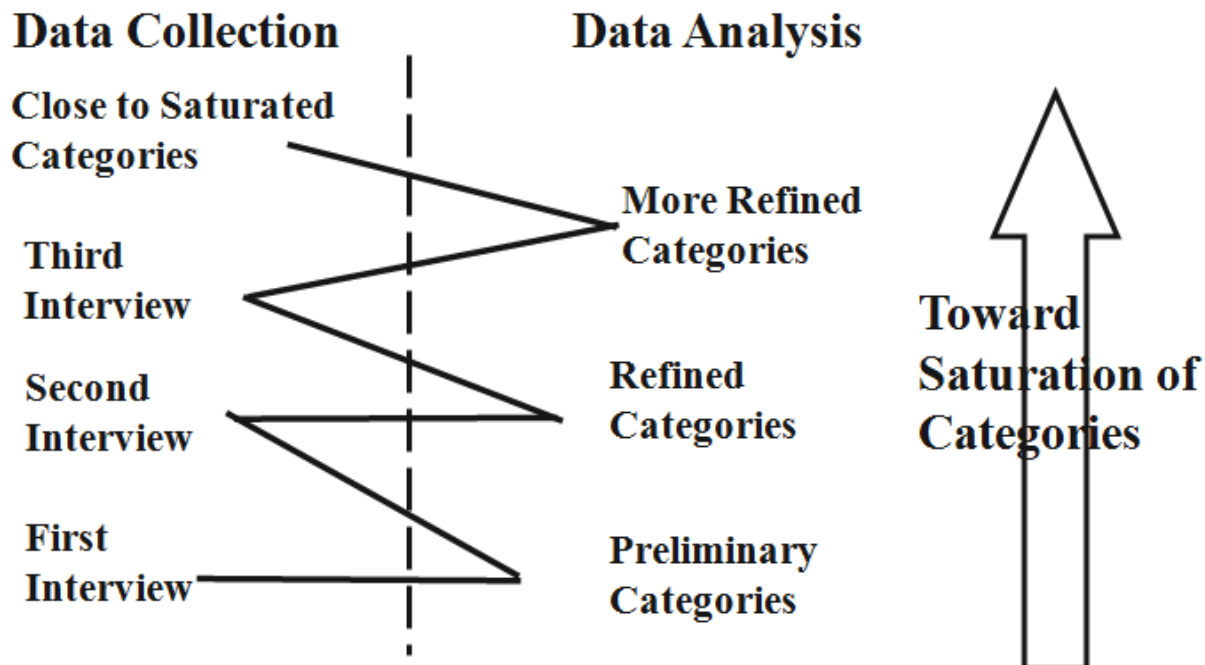 Data Collection
Data Analysis
Close to Saturated
Categories
More Refined
Categories
Third
Interview
Toward
Saturation of
Categories
Second
Interview
Refined
Categories
First
Interview
Preliminary
Categories